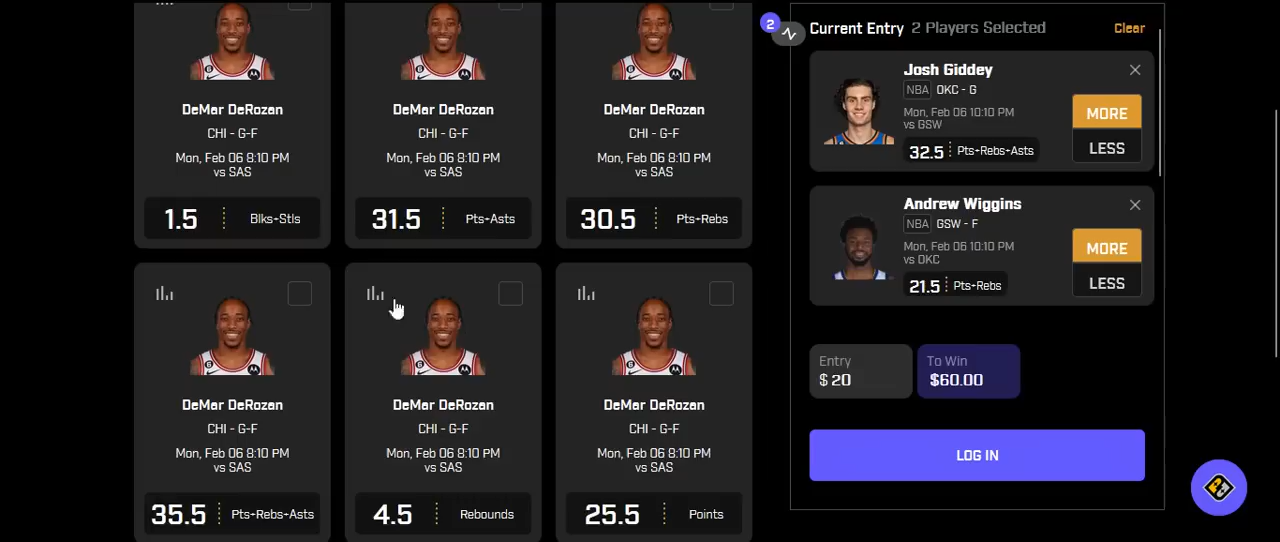 DeMar DeRozan
CHI - G-F
Mon, Feb 06 8:10 PM
vs SAS
1.5 Blks+Stls
DeMar DeRozan
CHI - G-F
Mon, Feb 06 8:10 PM
vs SAS
31.5 Pts+Asts
DeMar DeRozan
CHI - G-F
Mon, Feb 06 8:10 PM
vs SAS
30.5 Pts+Rebs
DeMar DeRozan
CHI - G-F
Mon, Feb 06 8:10 PM
vs SAS
35.5 Pts+Rebs+Asts
DeMar DeRozan
CHI - G-F
Mon, Feb 06 8:10 PM
vs SAS
4.5 Rebounds
DeMar DeRozan
CHI - G-F
Mon, Feb 06 8:10 PM
vs SAS
25.5 Points
2
Current Entry 2 Players Selected Clear
Josh Giddey
NBA OKC - G
Mon, Feb 06 10:10 PM
vs GSW
32.5 Pts+Rebs+Asts
MORE
LESS
Andrew Wiggins
NBA GSW - F
Mon, Feb 06 10:10 PM
vs OKC
21.5 Pts+Rebs
MORE
LESS
Entry
$ 20
To Win
$60.00
LOG IN